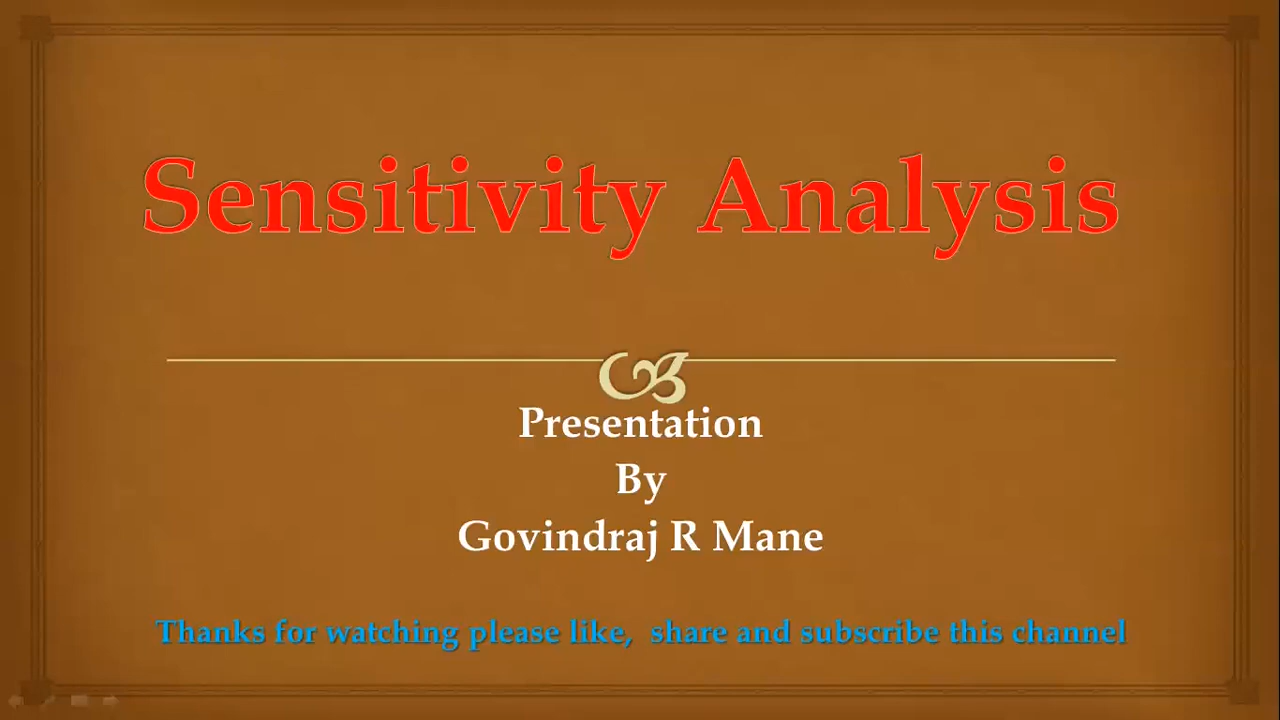 Sensitivity Analysis
Presentation
By
Govindraj R Mane
Thanks for watching please like,  share and subscribe this channel